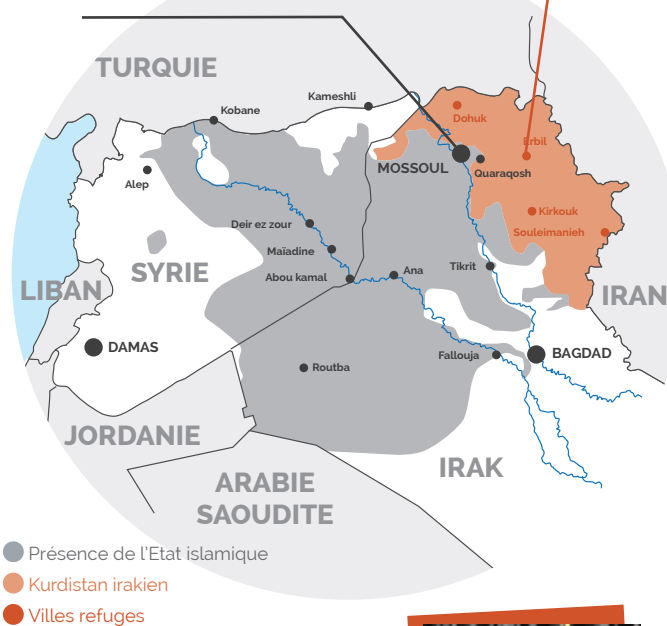 TURQUIE
Kameshli
Kobane
Dohuk
Erbil
MOSSOUL
Quaraqosh
Alep
Kirkouk
Deir ez zour
Souleimanieh
Maïadine
SYRIE
Abou kamal
Ana
Tikrit
LIBAN
IRAN
DAMAS
Fallouja
BAGDAD
Routba
JORDANIE
IRAK
ARABIE
SAOUDITE
Présence de l'Etat islamique
Kurdistan irakien
Villes refuges